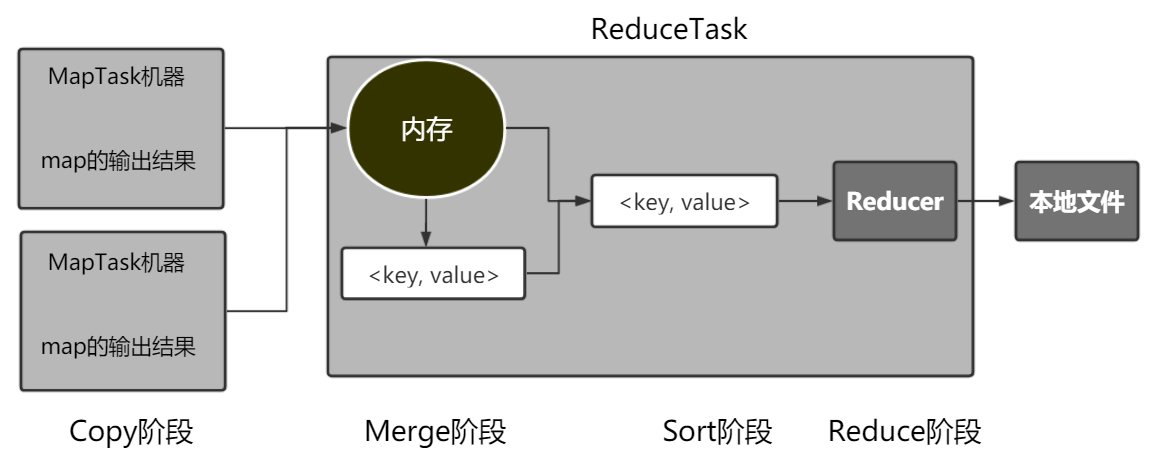 ReduceTask
MapTask机器
map的输出结果
MapTask机器
map的输出结果
内存
<key, value>
<key, value>
Reducer
本地文件
Copy阶段
Merge阶段
Sort阶段
Reduce阶段